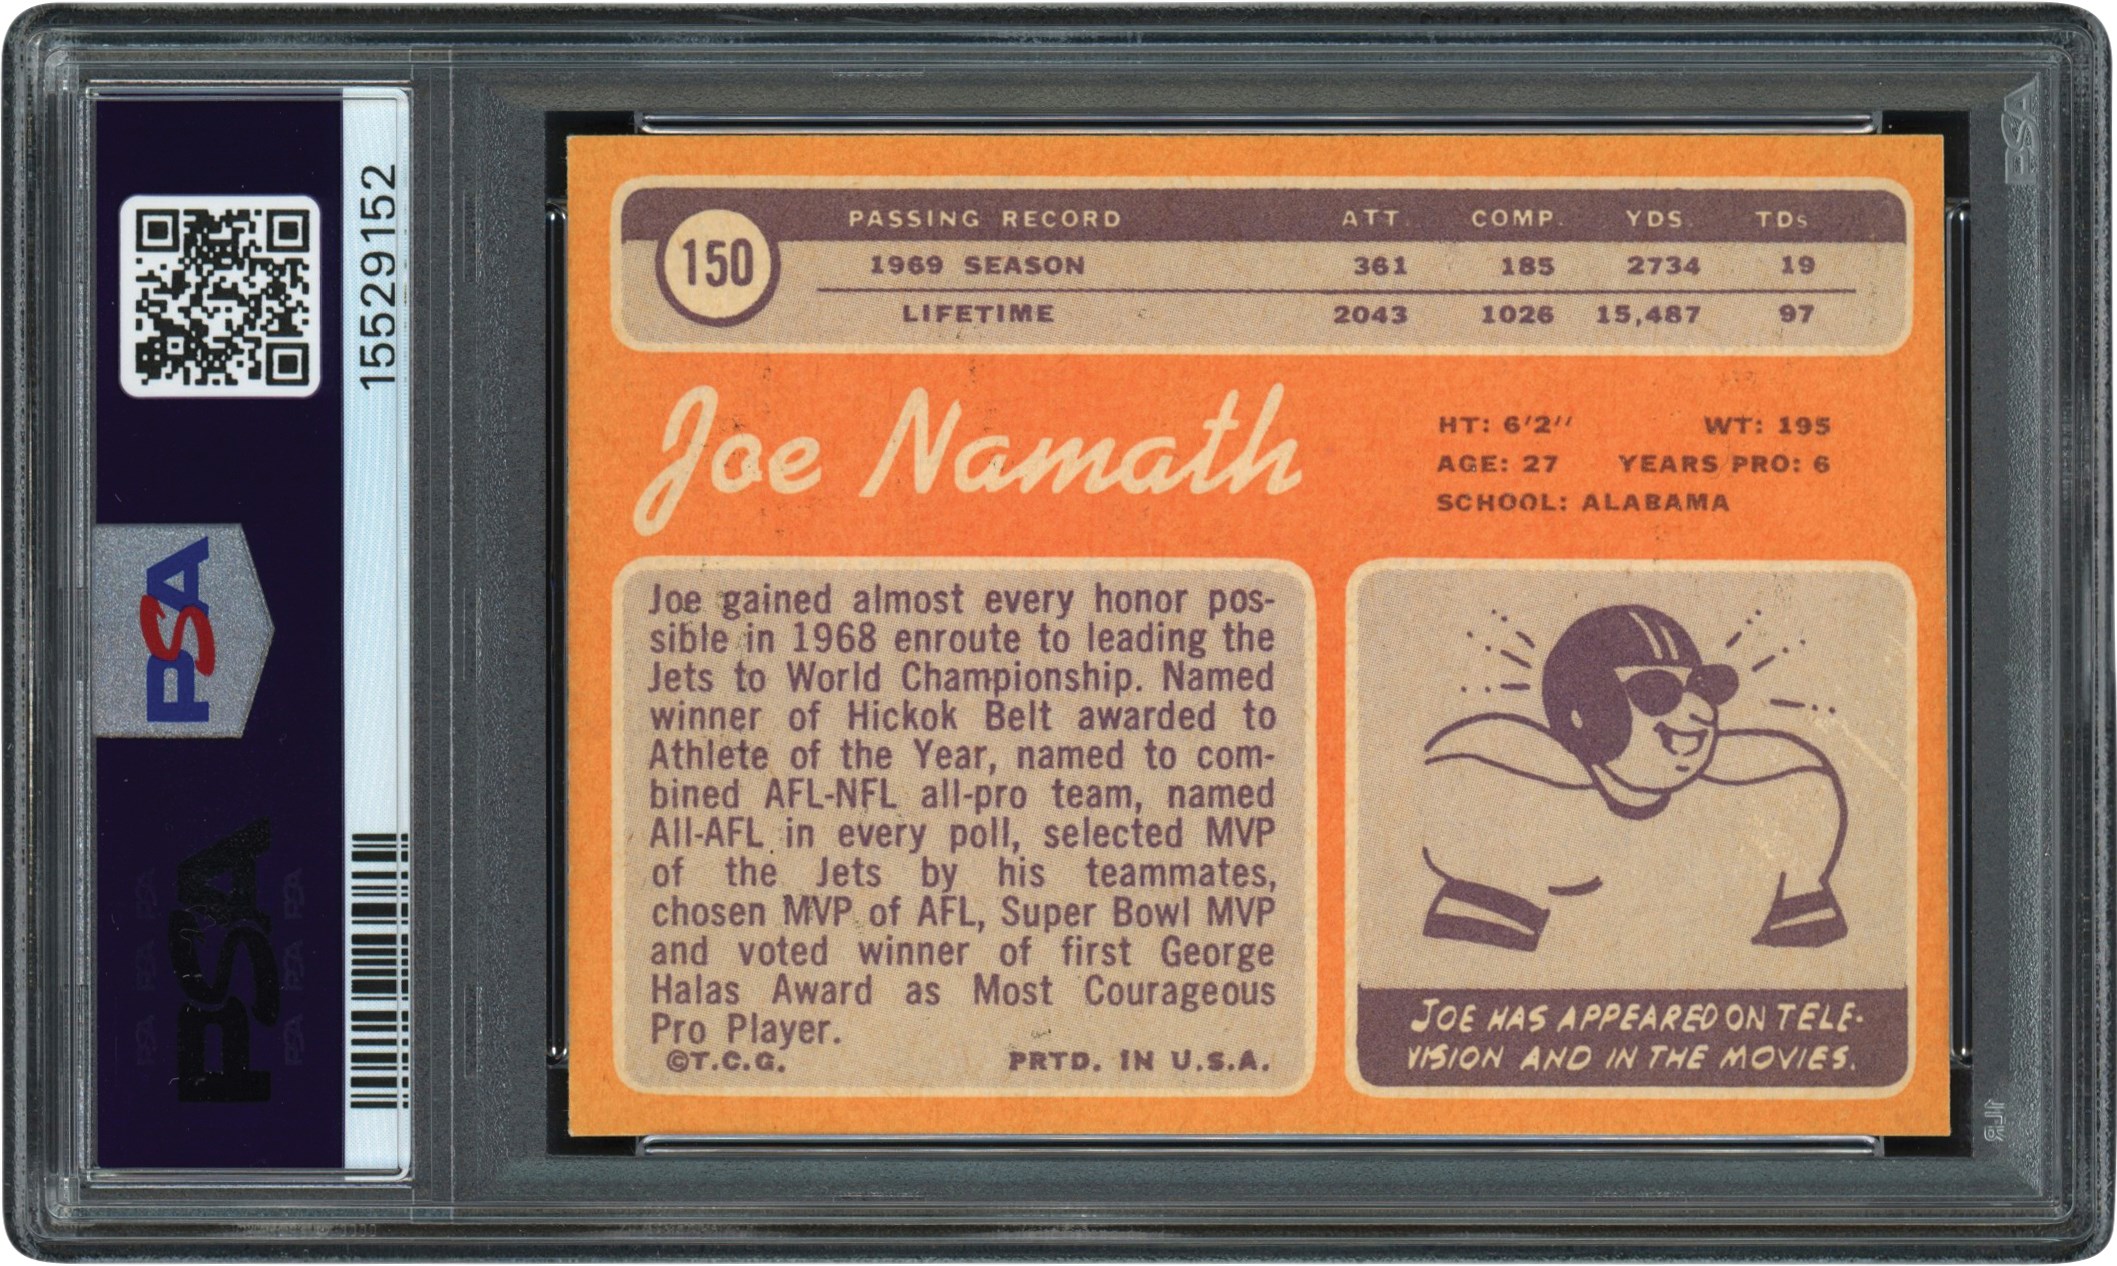 15529152
PSA
PSA
PSA
150
PASSING RECORD ATT. COMP. YDS. TDs
1969 SEASON 361 185 2734 19
LIFETIME 2043 1026 15,487 97
Joe Namath
HT: 6'2'' WT: 195
AGE: 27 YEARS PRO: 6
SCHOOL: ALABAMA
Joe gained almost every honor pos-
sible in 1968 enroute to leading the
Jets to World Championship. Named
winner of Hickok Belt awarded to
Athlete of the Year, named to com-
bined AFL-NFL all-pro team, named
All-AFL in every poll, selected MVP
of the Jets by his teammates,
chosen MVP of AFL, Super Bowl MVP
and voted winner of first George
Halas Award as Most Courageous
Pro Player.
©T.C.G. PRTD. IN U.S.A.
JOE HAS APPEARED ON TELE-
VISION AND IN THE MOVIES.